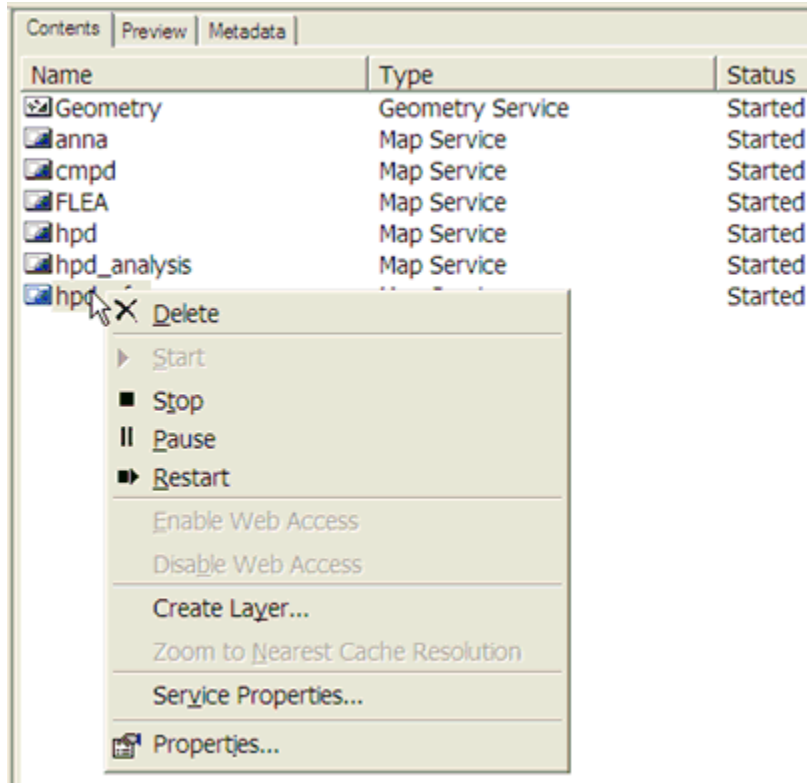 Contents Preview Metadata
Name Type Status
Geometry Geometry Service Started
anna Map Service Started
cmpd Map Service Started
FLEA Map Service Started
hpd Map Service Started
hpd_analysis Map Service Started
Started
Delete
Start
Stop
Pause
Restart
Enable Web Access
Disable Web Access
Create Layer...
Zoom to Nearest Cache Resolution
Service Properties...
Properties...